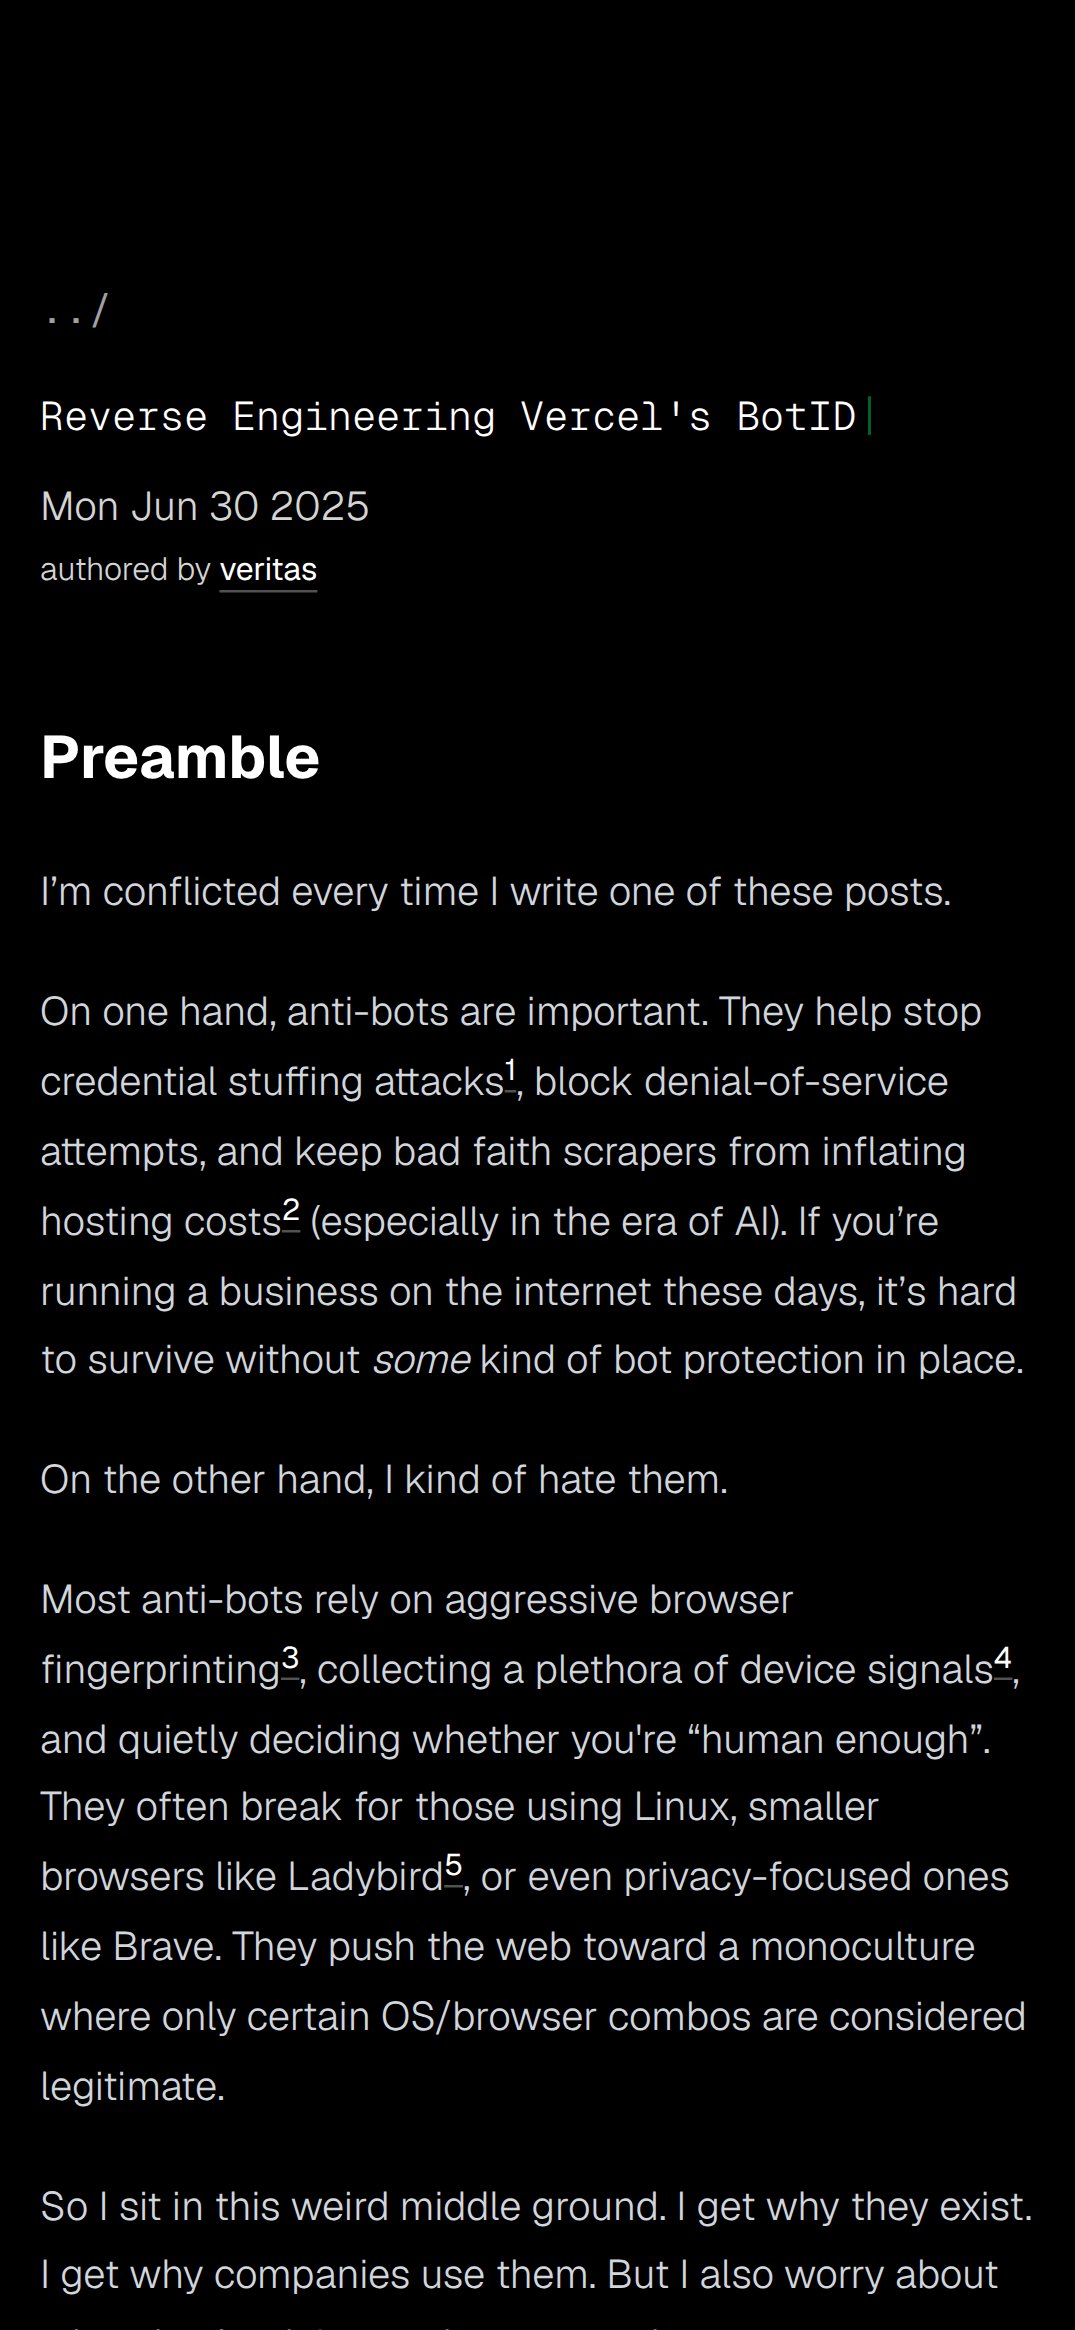 ../
Reverse Engineering Vercel's BotID
Mon Jun 30 2025
authored by veritas
Preamble
I’m conflicted every time I write one of these posts.
On one hand, anti-bots are important. They help stop
credential stuffing attacks1, block denial-of-service
attempts, and keep bad faith scrapers from inflating
hosting costs2 (especially in the era of AI). If you’re
running a business on the internet these days, it’s hard
to survive without some kind of bot protection in place.
On the other hand, I kind of hate them.
Most anti-bots rely on aggressive browser
fingerprinting3, collecting a plethora of device signals4,
and quietly deciding whether you're “human enough”.
They often break for those using Linux, smaller
browsers like Ladybird5, or even privacy-focused ones
like Brave. They push the web toward a monoculture
where only certain OS/browser combos are considered
legitimate.
So I sit in this weird middle ground. I get why they exist.
I get why companies use them. But I also worry about